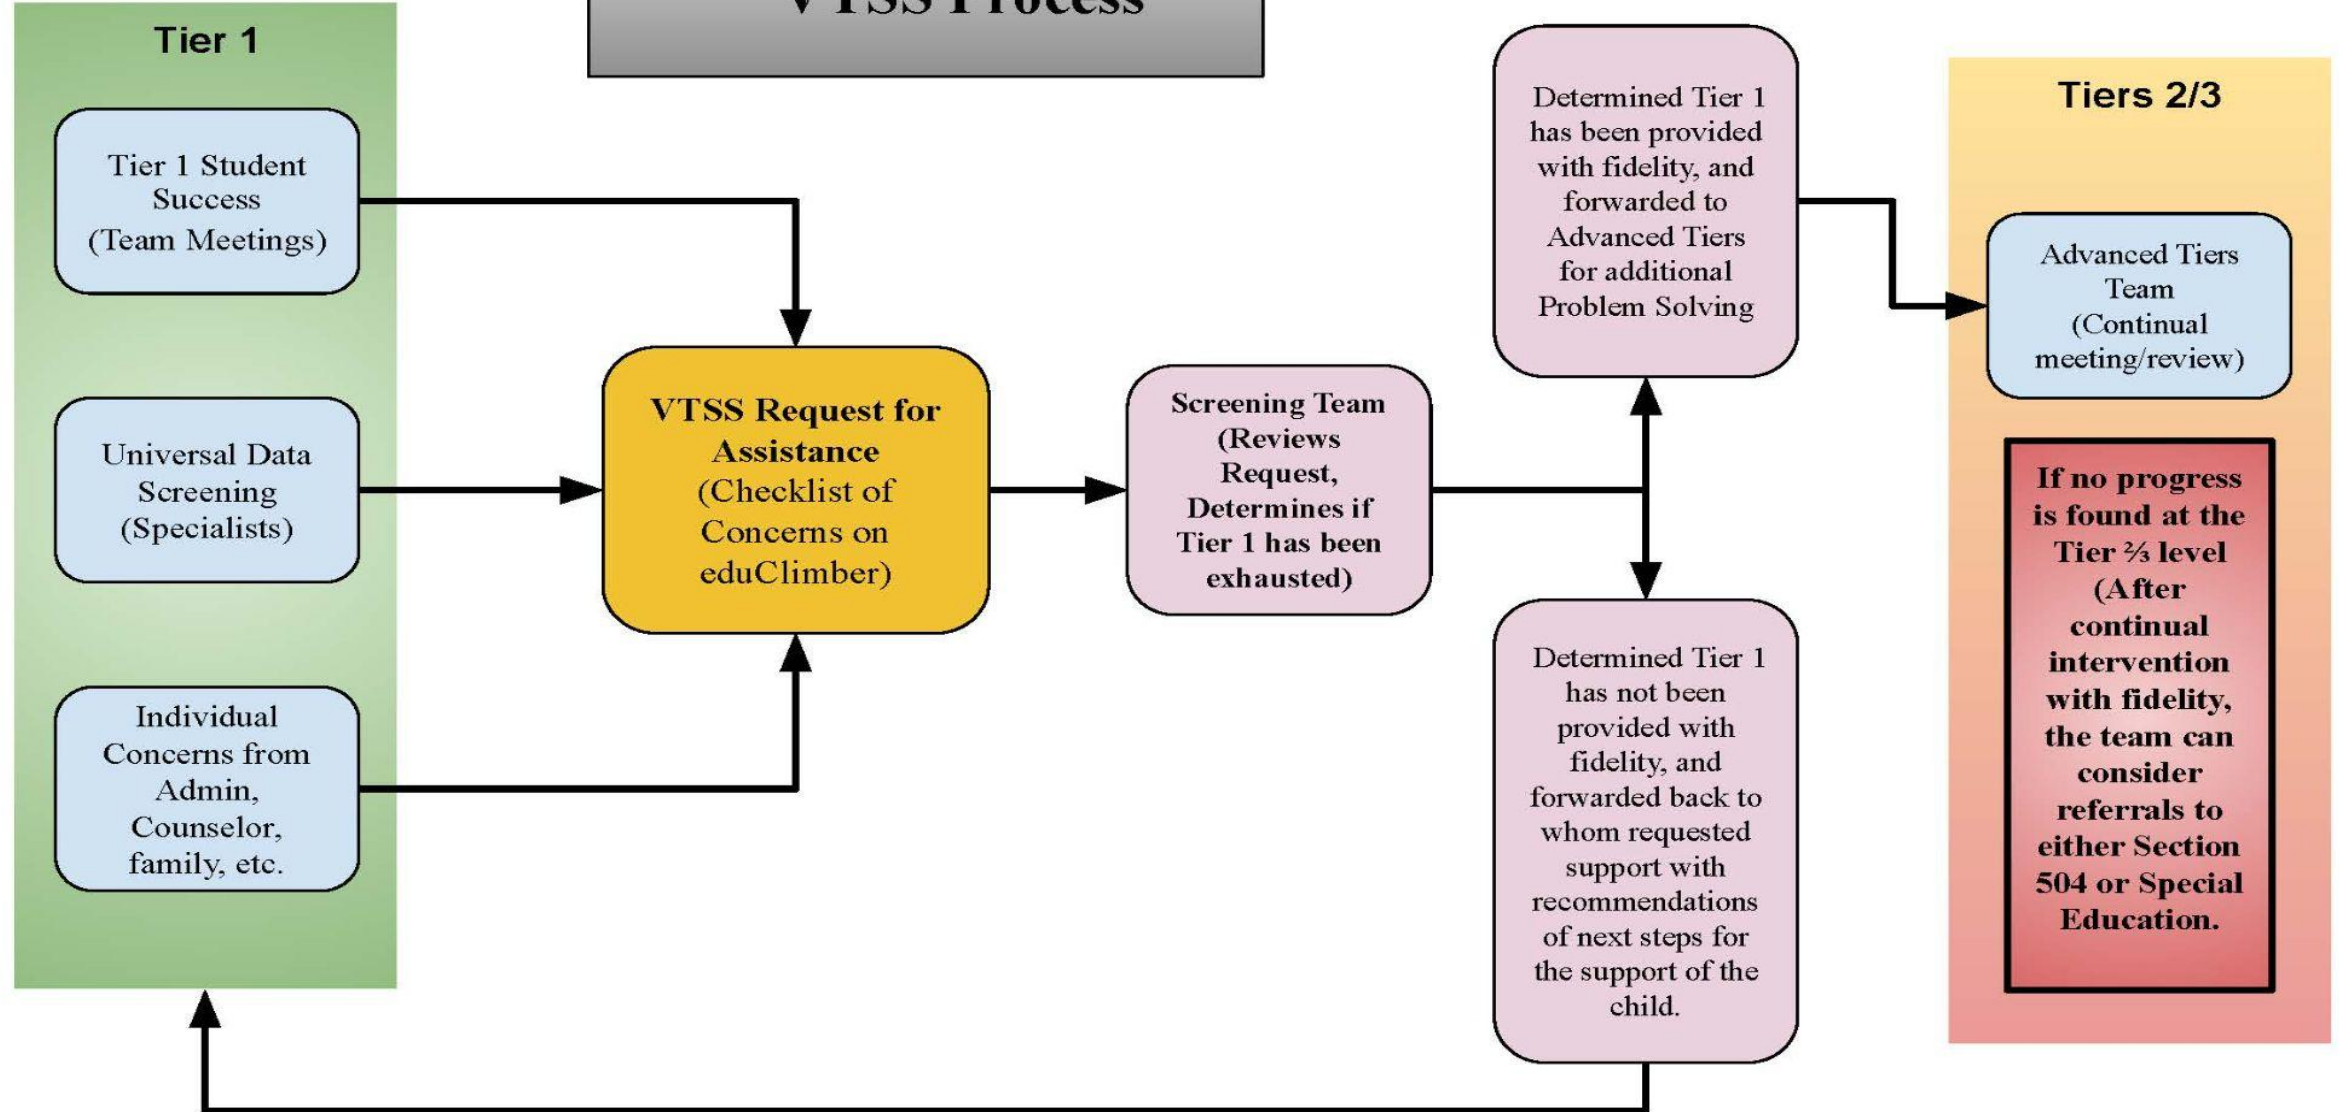 VTSS Process
Tier 1
Tier 1 Student
Success
(Team Meetings)
Universal Data
Screening
(Specialists)
Individual
Concerns from
Admin,
Counselor,
family, etc.
VTSS Request for
Assistance
(Checklist of
Concerns on
eduClimber)
Screening Team
(Reviews
Request,
Determines if
Tier 1 has been
exhausted)
Determined Tier 1
has been provided
with fidelity, and
forwarded to
Advanced Tiers
for additional
Problem Solving
Determined Tier 1
has not been
provided with
fidelity, and
forwarded back to
whom requested
support with
recommendations
of next steps for
the support of the
child.
Tiers 2/3
Advanced Tiers
Team
(Continual
meeting/review)
If no progress
is found at the
Tier ⅔ level
(After
continual
intervention
with fidelity,
the team can
consider
referrals to
either Section
504 or Special
Education.